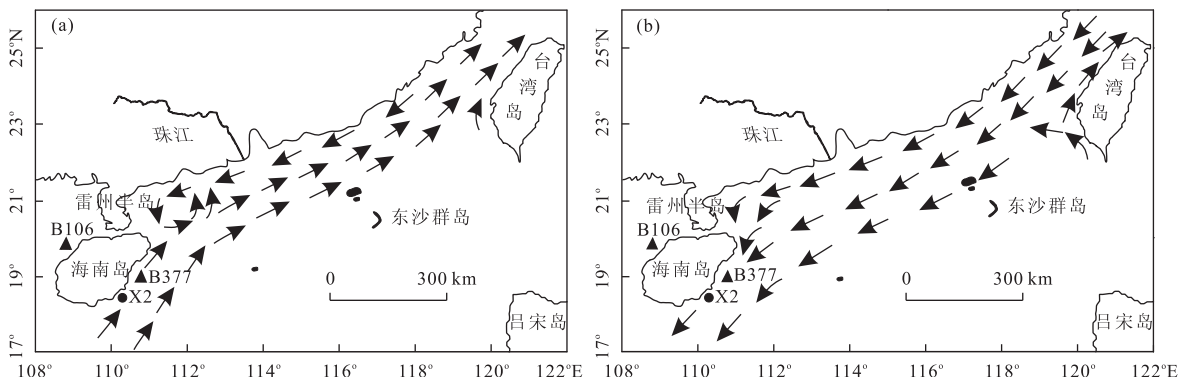 (a)
25°N
23°
21°
19°
17°
108°
110°
112°
114°
116°
118°
120°
122°E
台湾岛
珠江
雷州半岛
B106
海南岛
B377
X2
东沙群岛
0 300 km
吕宋岛
(b)
25°N
23°
21°
19°
17°
108°
110°
112°
114°
116°
118°
120°
122°E
台湾岛
珠江
雷州半岛
B106
海南岛
B377
X2
东沙群岛
0 300 km
吕宋岛